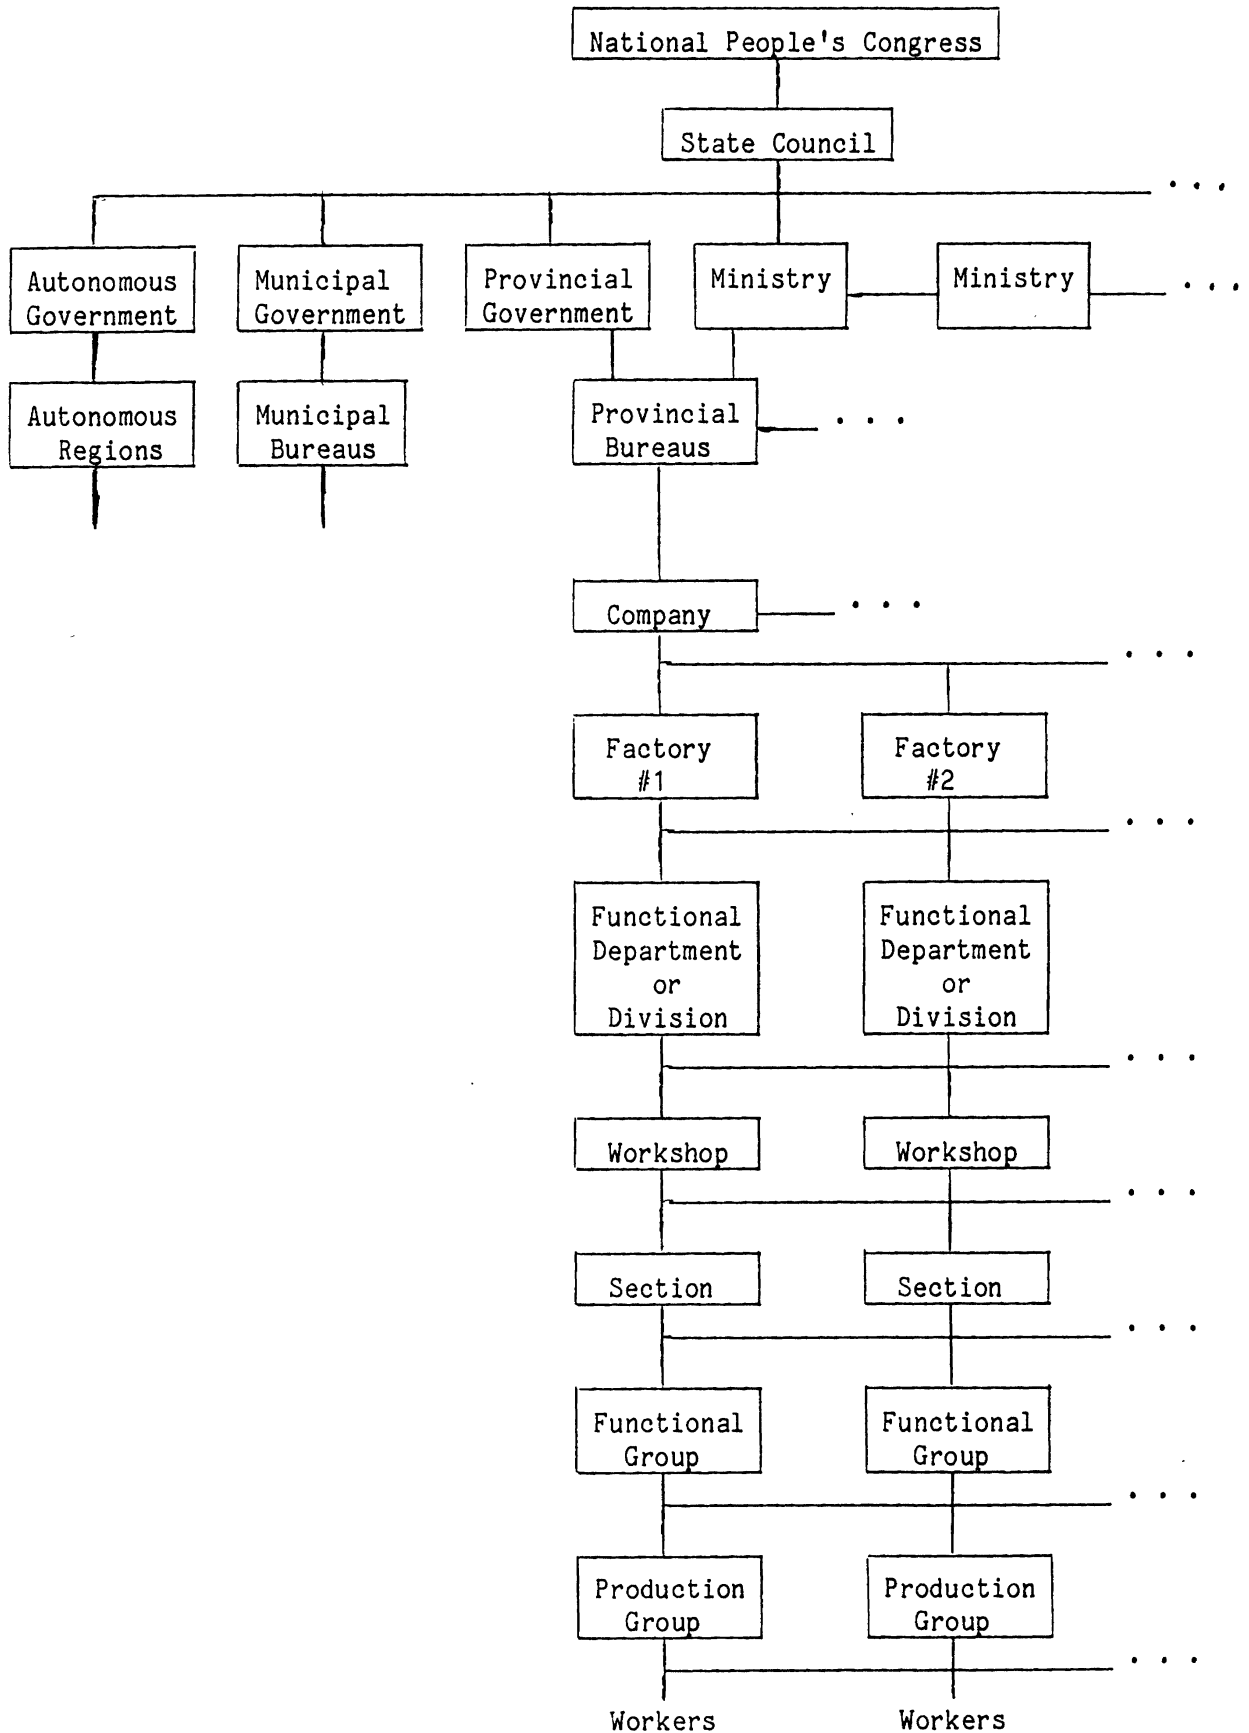 National People's Congress
State Council
. . .
Autonomous
Government
Municipal
Government
Provincial
Government
Ministry
Ministry
. . .
Autonomous
Regions
Municipal
Bureaus
Provincial
Bureaus
. . .
Company
. . .
. . .
Factory
#1
Factory
#2
. . .
Functional
Department
or
Division
Functional
Department
or
Division
. . .
Workshop
Workshop
. . .
Section
Section
. . .
Functional
Group
Functional
Group
. . .
Production
Group
Production
Group
. . .
Workers
Workers